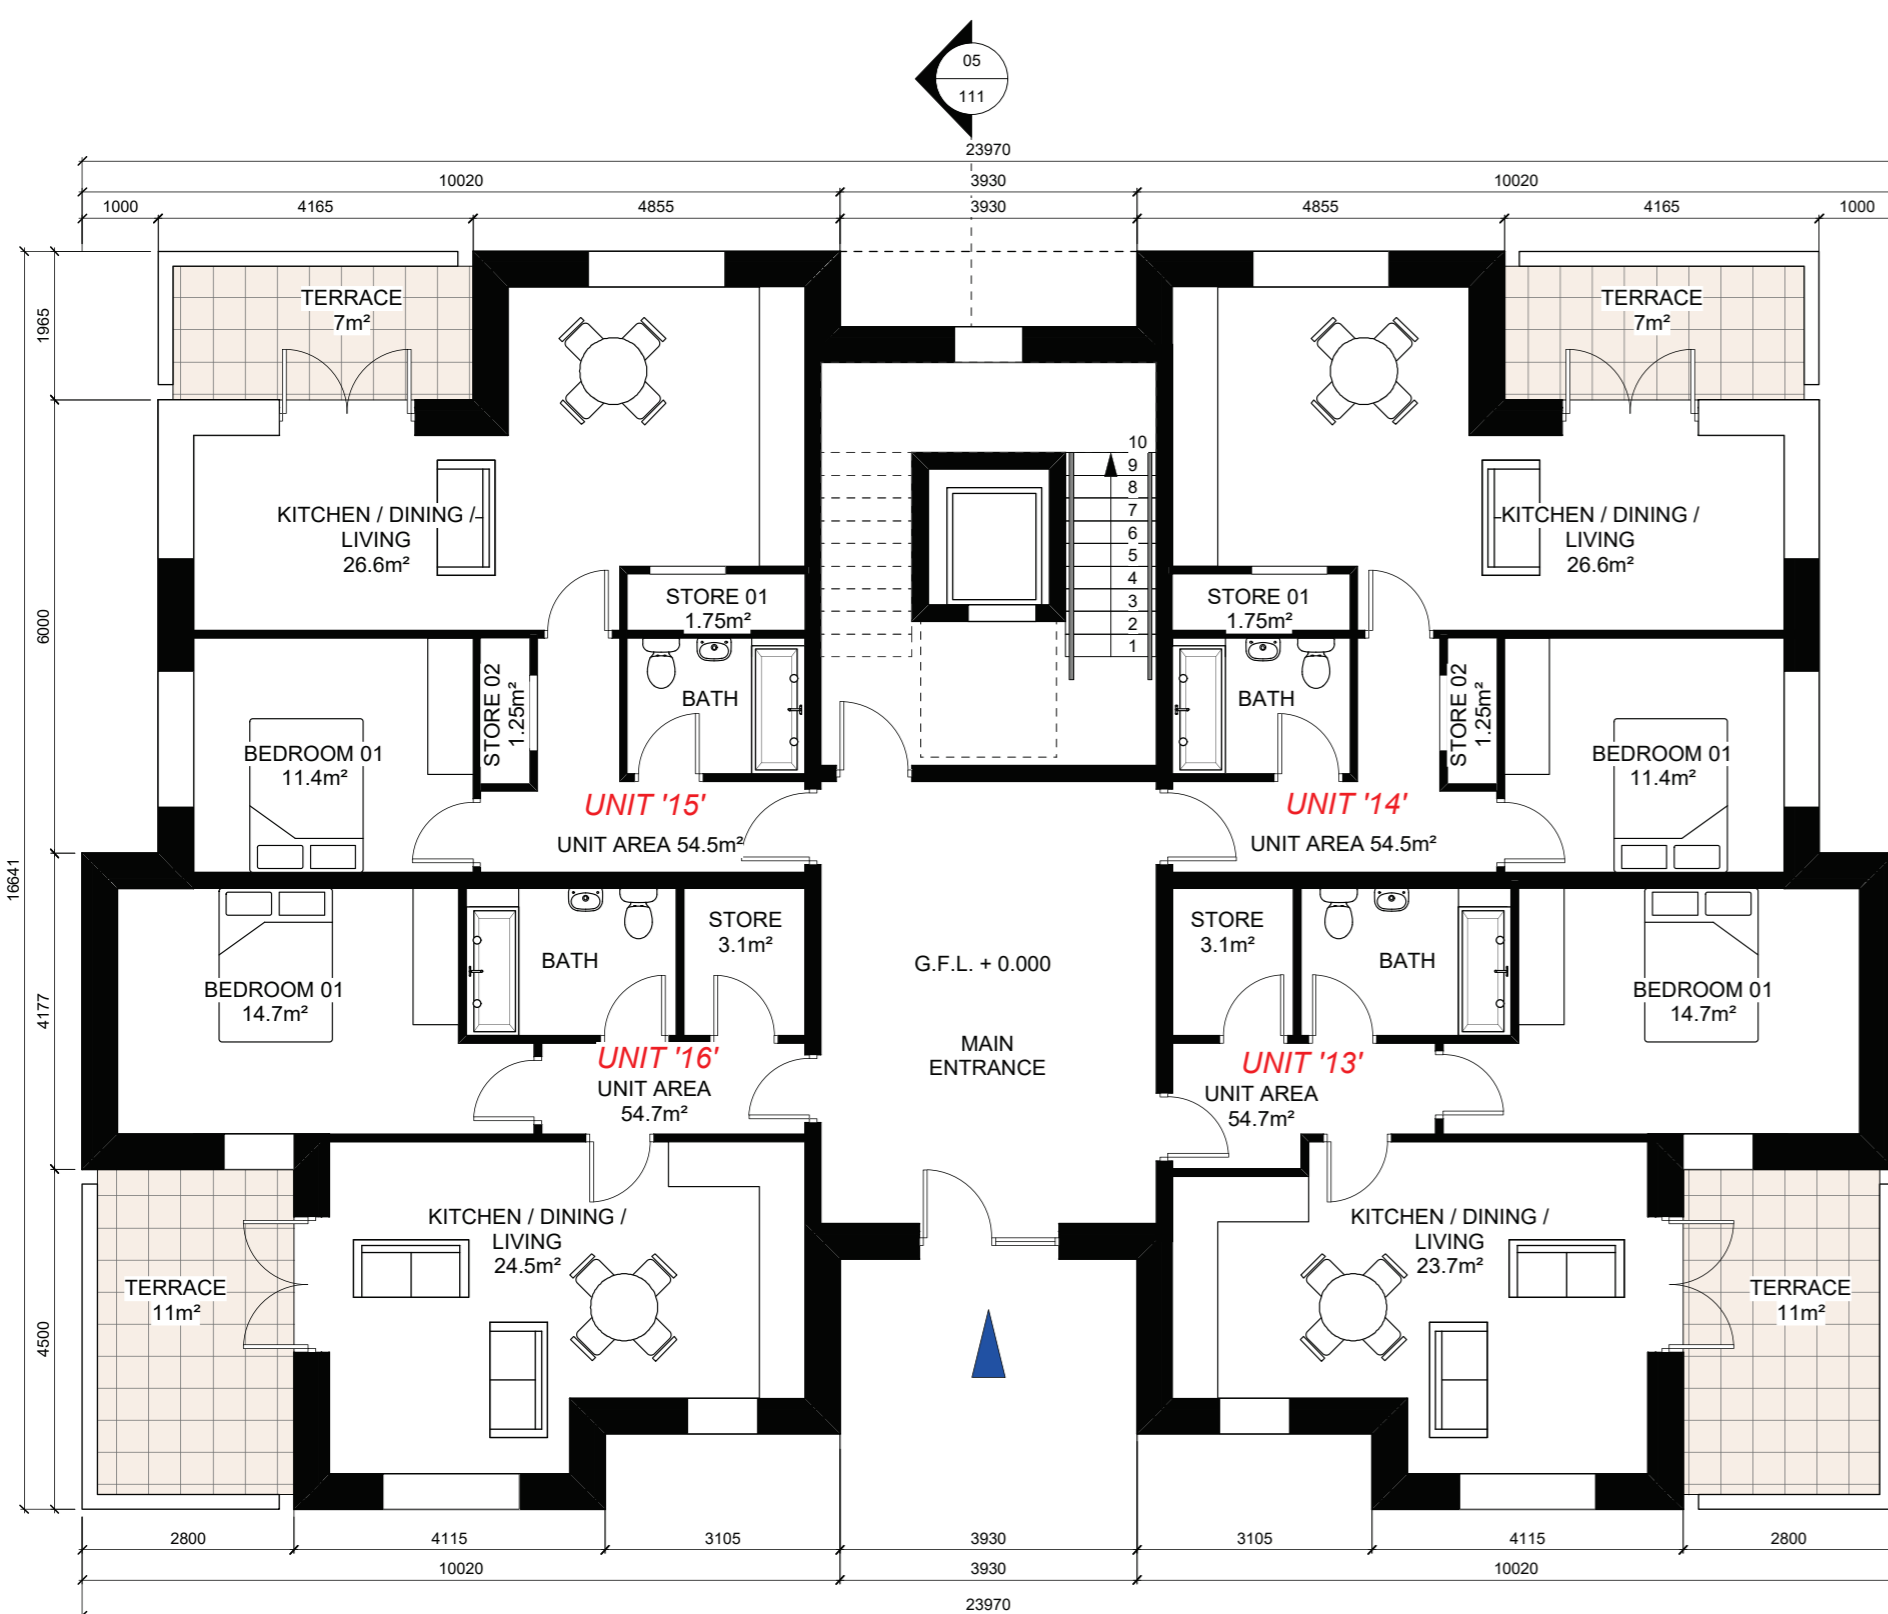 05
111
23970
10020
3930
10020
1000
4165
4855
3930
4855
4165
1000
1965
6000
4177
4500
16641
TERRACE
7m²
TERRACE
7m²
KITCHEN / DINING /
LIVING
26.6m²
KITCHEN / DINING /
LIVING
26.6m²
10
9
8
7
6
5
4
3
2
1
STORE 01
1.75m²
STORE 01
1.75m²
STORE 02
1.25m²
STORE 02
1.25m²
BATH
BATH
BEDROOM 01
11.4m²
BEDROOM 01
11.4m²
UNIT '15'
UNIT AREA 54.5m²
UNIT '14'
UNIT AREA 54.5m²
STORE
3.1m²
STORE
3.1m²
BATH
BATH
G.F.L. + 0.000
MAIN
ENTRANCE
BEDROOM 01
14.7m²
BEDROOM 01
14.7m²
UNIT '16'
UNIT AREA
54.7m²
UNIT '13'
UNIT AREA
54.7m²
KITCHEN / DINING /
LIVING
24.5m²
KITCHEN / DINING /
LIVING
23.7m²
TERRACE
11m²
TERRACE
11m²
2800
4115
3105
3930
3105
4115
2800
10020
3930
10020
23970